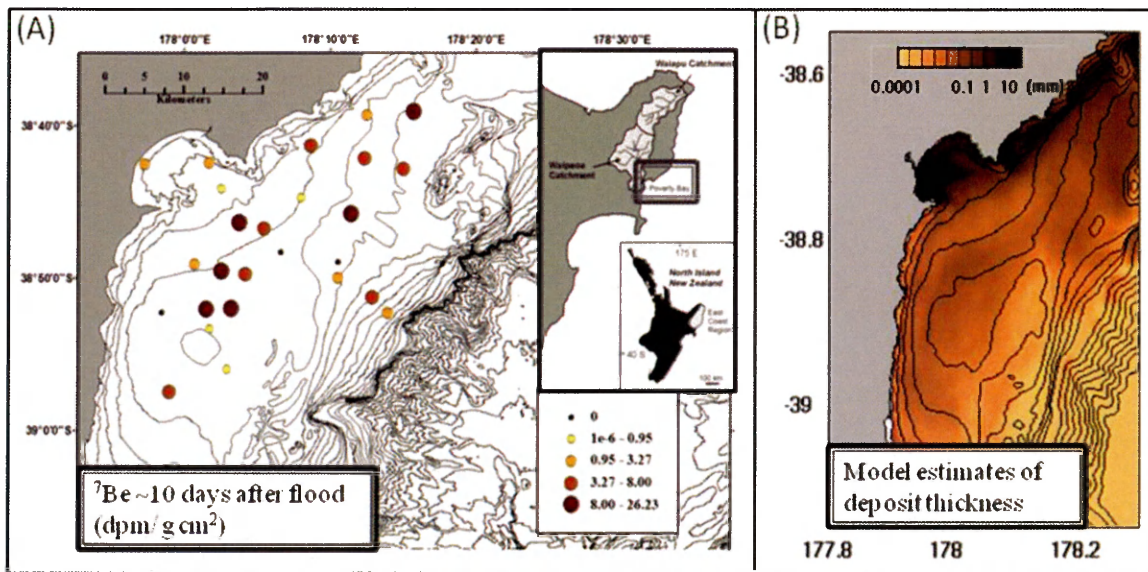 (A)
178°0'0"E
178°10'0"E
178°20'0"E
178°30'0"E
0 5 10 20
Kilometers
38°40'0"S
38°50'0"S
39°0'0"S
Waiapu Catchment
Waipaoa
Catchment
Poverty Bay
175 E
North Island
New Zealand
East
Coast
Region
40 S
100 km
0
1e-6 - 0.95
0.95 - 3.27
3.27 - 8.00
8.00 - 26.23
⁷Be ~10 days after flood
(dpm/g cm²)
(B)
-38.6
-38.8
-39
0.0001 0.1 1 10 (mm)
Model estimates of
deposit thickness
177.8 178 178.2